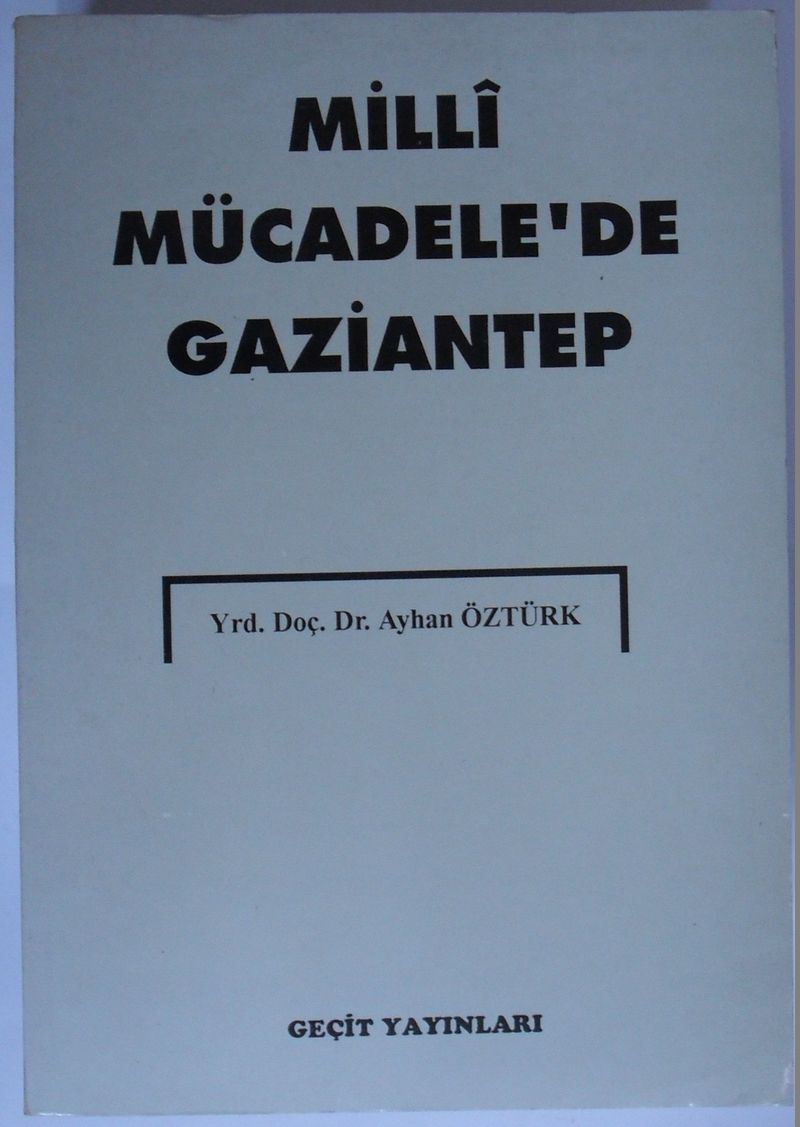 MİLLÎ
MÜCADELE'DE
GAZİANTEP
Yrd. Doç. Dr. Ayhan ÖZTÜRK
GEÇİT YAYINLARI